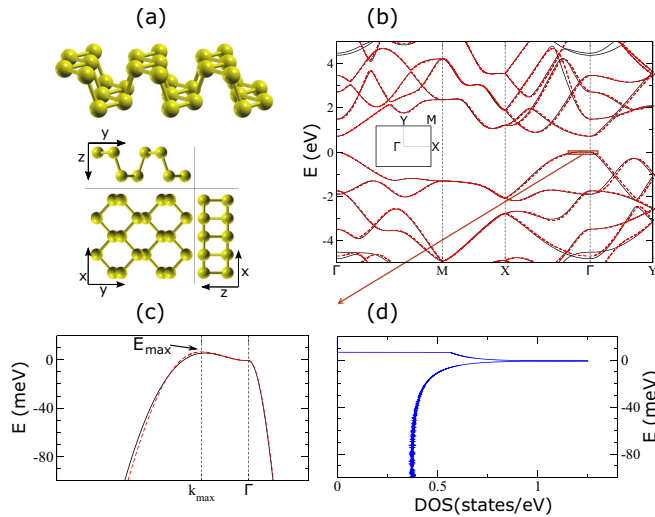 (a)
y
z
x
y
x
z
(b)
E (eV)
4
2
0
-2
-4
Y
M
Γ
X
Γ
M
X
Γ
Y
(c)
E (meV)
0
-40
-80
Emax
kmax
Γ
(d)
0
-40
-80
E (meV)
0
0.5
1
DOS(states/eV)